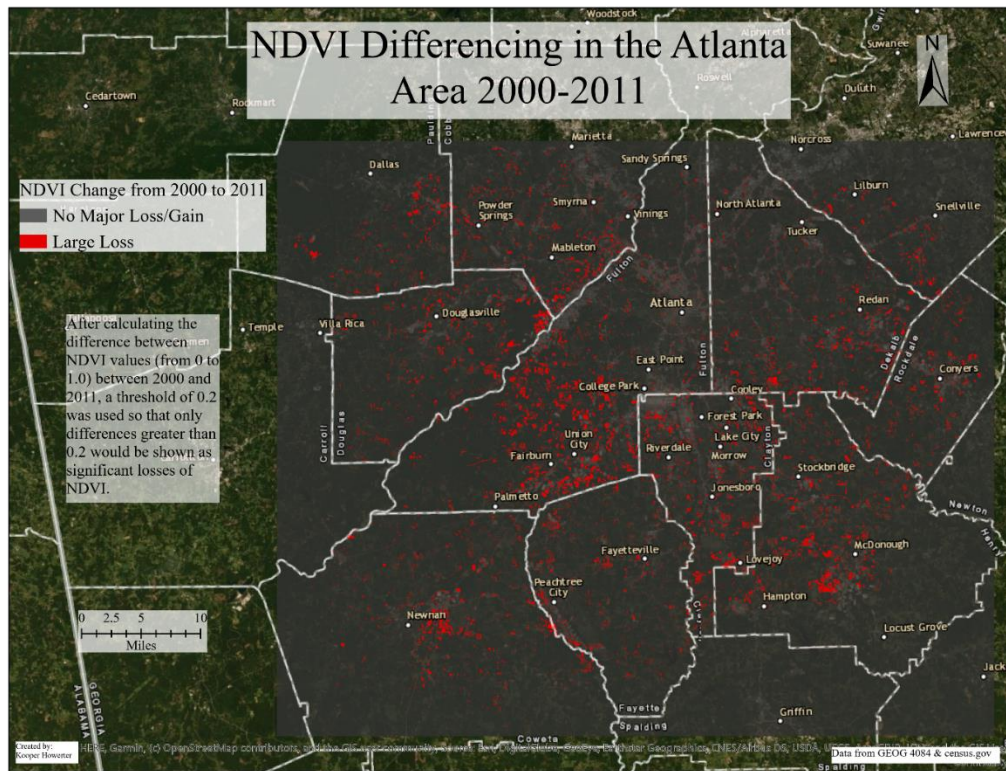 Woodstock
Alpharetta
Suwanee
NDVI Differencing in the Atlanta
Area 2000-2011
N
Cedartown
Rockmart
Roswell
Duluth
Paulding
Cobb
Marietta
Norcross
Dallas
Sandy Springs
NDVI Change from 2000 to 2011
No Major Loss/Gain
Large Loss
Powder
Springs
Smyrna
Vinings
North Atlanta
Lilburn
Snellville
Tucker
Mableton
Fulton
Atlanta
Redan
Douglasville
Villa Rica
Temple
After calculating the
difference between
NDVI values (from 0 to
1.0) between 2000 and
2011, a threshold of 0.2
was used so that only
differences greater than
0.2 would be shown as
significant losses of
NDVI.
East Point
Fulton
Dekalb
Rockdale
Conyers
College Park
Conley
Forest Park
Lake City
Morrow
Clayton
Carroll
Douglas
Union
City
Fairburn
Riverdale
Stockbridge
Palmetto
Jonesboro
Newton
Henry
Fayetteville
Lovejoy
McDonough
Peachtree
City
Hampton
Newnan
Locust Grove
0 2.5 5 10
Miles
Fayette
Spalding
Griffin
Coweta
GEORGIA
ALABAMA
Created by:
Kooper Howerter
HERE, Garmin, (c) OpenStreetMap contributors,
Data from GEOG 4084 & census.gov
Spalding